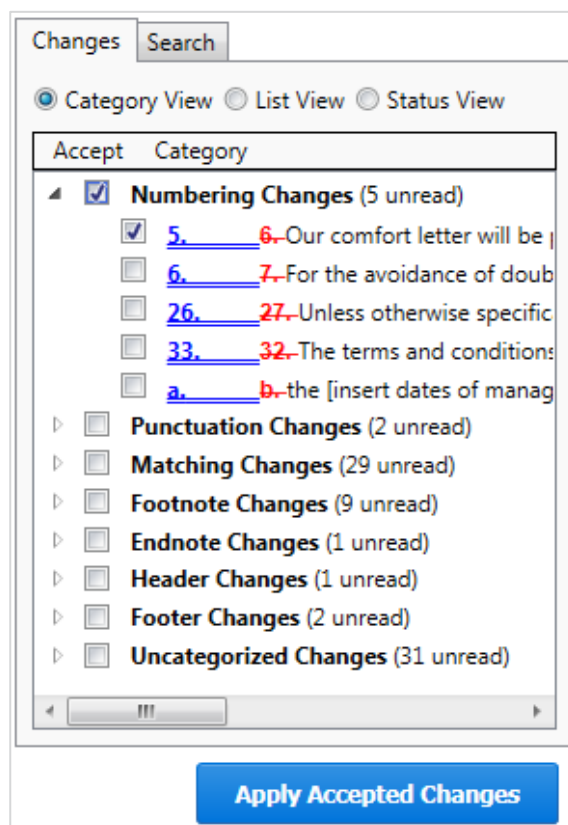 Changes Search
Category View List View Status View
Accept Category
Numbering Changes (5 unread)
5. 6. Our comfort letter will be
6. 7. For the avoidance of doub
26. 27. Unless otherwise specific
33. 32. The terms and conditions
a. b. the [insert dates of manag
Punctuation Changes (2 unread)
Matching Changes (29 unread)
Footnote Changes (9 unread)
Endnote Changes (1 unread)
Header Changes (1 unread)
Footer Changes (2 unread)
Uncategorized Changes (31 unread)
Apply Accepted Changes